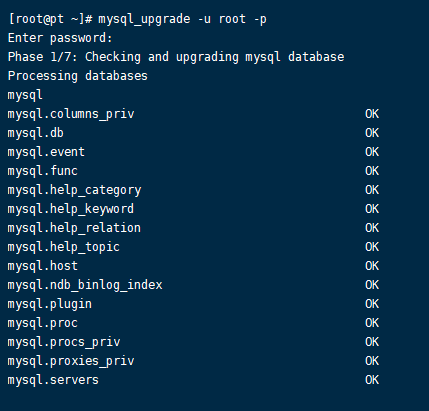 [root@pt ~]# mysql_upgrade -u root -p
Enter password:
Phase 1/7: Checking and upgrading mysql database
Processing databases
mysql
mysql.columns_priv OK
mysql.db OK
mysql.event OK
mysql.func OK
mysql.help_category OK
mysql.help_keyword OK
mysql.help_relation OK
mysql.help_topic OK
mysql.host OK
mysql.ndb_binlog_index OK
mysql.plugin OK
mysql.proc OK
mysql.procs_priv OK
mysql.proxies_priv OK
mysql.servers OK